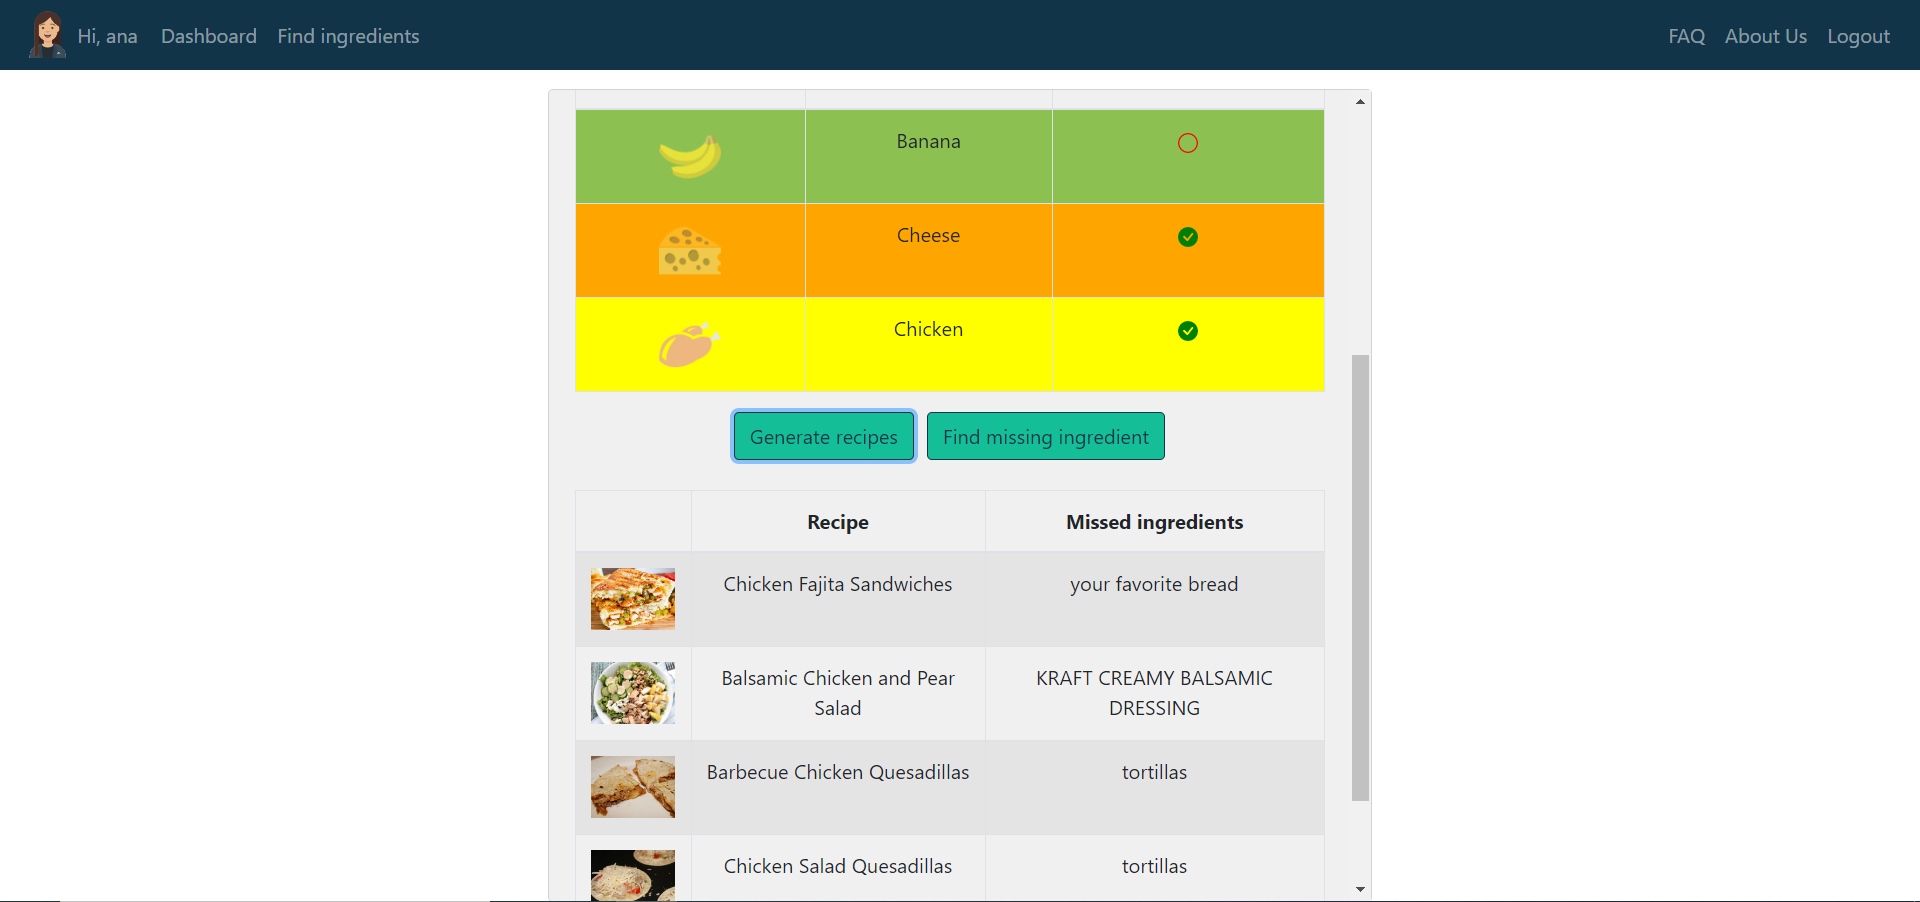 Hi, ana Dashboard Find ingredients FAQ About Us Logout
Banana
Cheese
Chicken
Generate recipes Find missing ingredient
Recipe Missed ingredients
Chicken Fajita Sandwiches your favorite bread
Balsamic Chicken and Pear KRAFT CREAMY BALSAMIC
Salad DRESSING
Barbecue Chicken Quesadillas tortillas
Chicken Salad Quesadillas tortillas